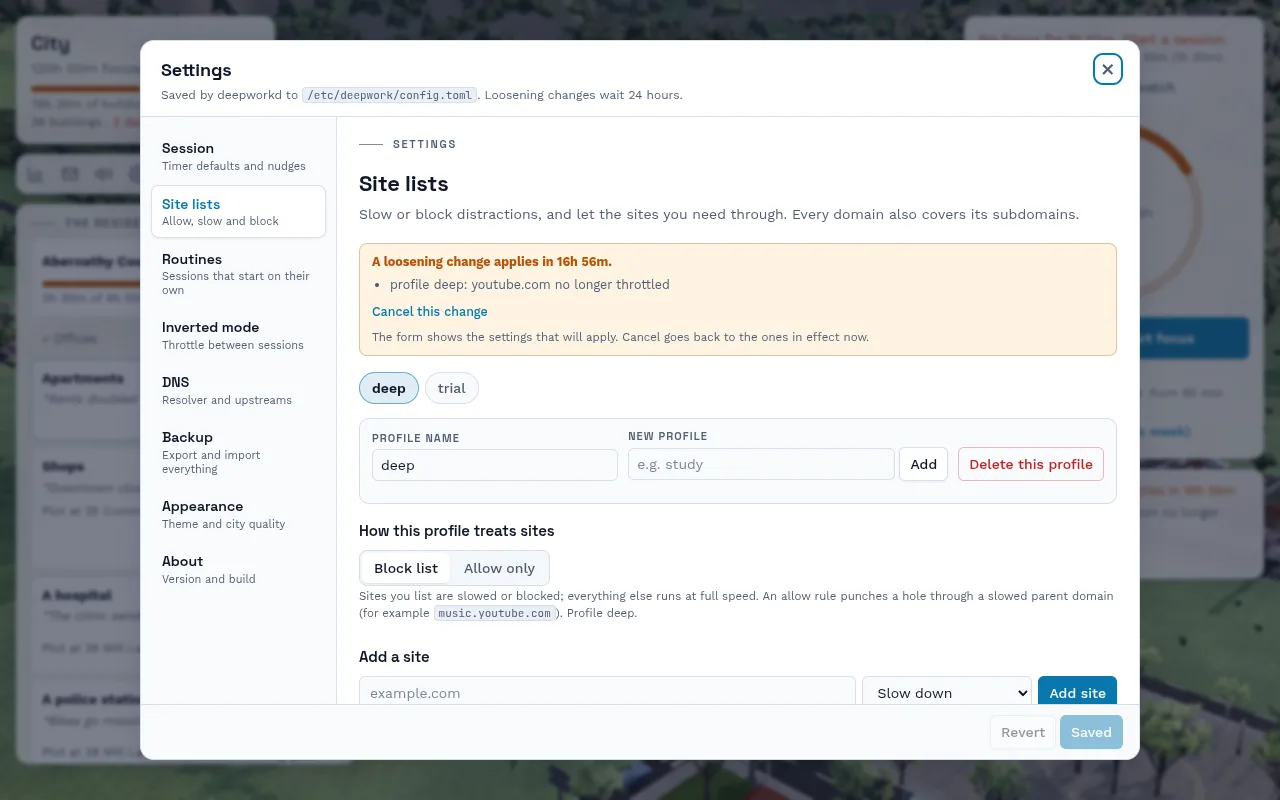 City
Settings
Saved by deepworkd to /etc/deepwork/config.toml. Loosening changes wait 24 hours.
Session
Timer defaults and nudges
Site lists
Allow, slow and block
Routines
Sessions that start on their
own
Inverted mode
Throttle between sessions
DNS
Resolver and upstreams
Backup
Export and import
everything
Appearance
Theme and city quality
About
Version and build
SETTINGS
Site lists
Slow or block distractions, and let the sites you need through. Every domain also covers its subdomains.
A loosening change applies in 16h 56m.
• profile deep: youtube.com no longer throttled
Cancel this change
The form shows the settings that will apply. Cancel goes back to the ones in effect now.
deep
trial
PROFILE NAME
NEW PROFILE
deep
e.g. study
Add
Delete this profile
How this profile treats sites
Block list
Allow only
Sites you list are slowed or blocked; everything else runs at full speed. An allow rule punches a hole through a slowed parent domain
(for example music.youtube.com). Profile deep.
Add a site
example.com
Slow down
Add site
Revert
Saved
Apartments
Shops
A hospital